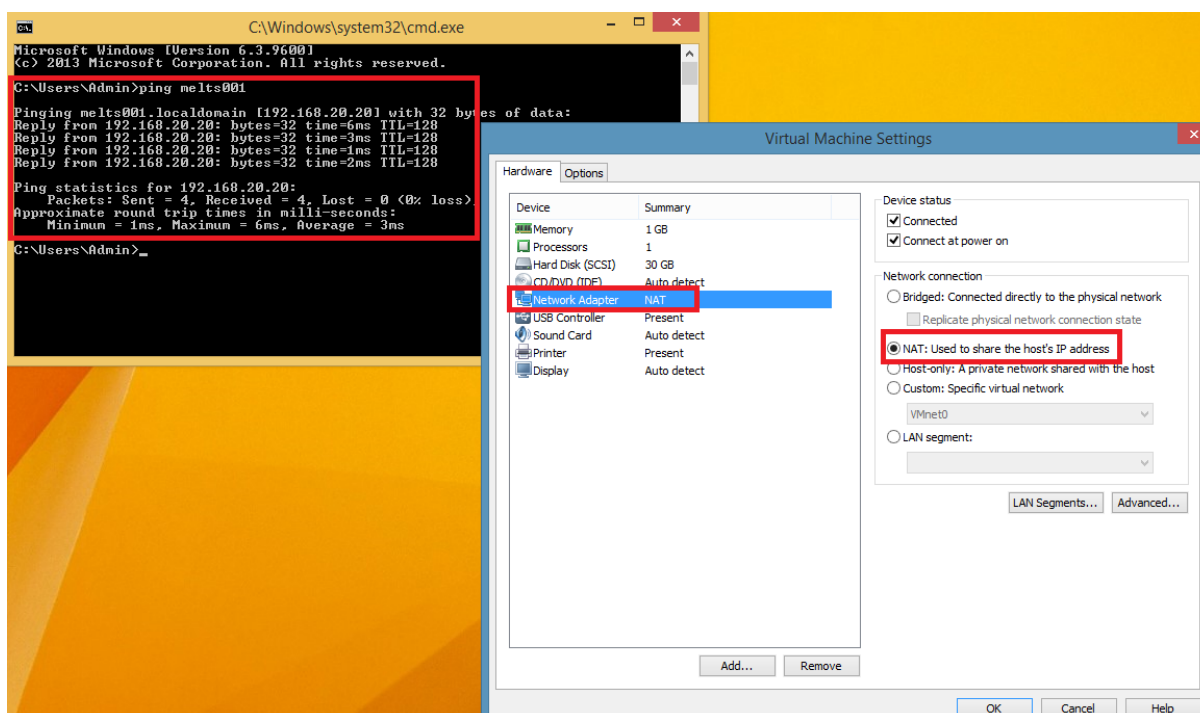 C:\Windows\system32\cmd.exe
Microsoft Windows [Version 6.3.9600]
(c) 2013 Microsoft Corporation. All rights reserved.
C:\Users\Admin>ping melts001
Pinging melts001.localdomain [192.168.20.20] with 32 bytes of data:
Reply from 192.168.20.20: bytes=32 time=6ms TTL=128
Reply from 192.168.20.20: bytes=32 time=3ms TTL=128
Reply from 192.168.20.20: bytes=32 time=1ms TTL=128
Reply from 192.168.20.20: bytes=32 time=2ms TTL=128
Ping statistics for 192.168.20.20:
Packets: Sent = 4, Received = 4, Lost = 0 (0% loss),
Approximate round trip times in milli-seconds:
Minimum = 1ms, Maximum = 6ms, Average = 3ms
C:\Users\Admin>_
Virtual Machine Settings
Hardware Options
Device Summary
Memory 1 GB
Processors 1
Hard Disk (SCSI) 30 GB
CD/DVD (IDE) Auto detect
Network Adapter NAT
USB Controller Present
Sound Card Auto detect
Printer Present
Display Auto detect
Add... Remove
Device status
Connected
Connect at power on
Network connection
Bridged: Connected directly to the physical network
Replicate physical network connection state
NAT: Used to share the host's IP address
Host-only: A private network shared with the host
Custom: Specific virtual network
VMnet0
LAN segment:
LAN Segments... Advanced...
OK Cancel Help